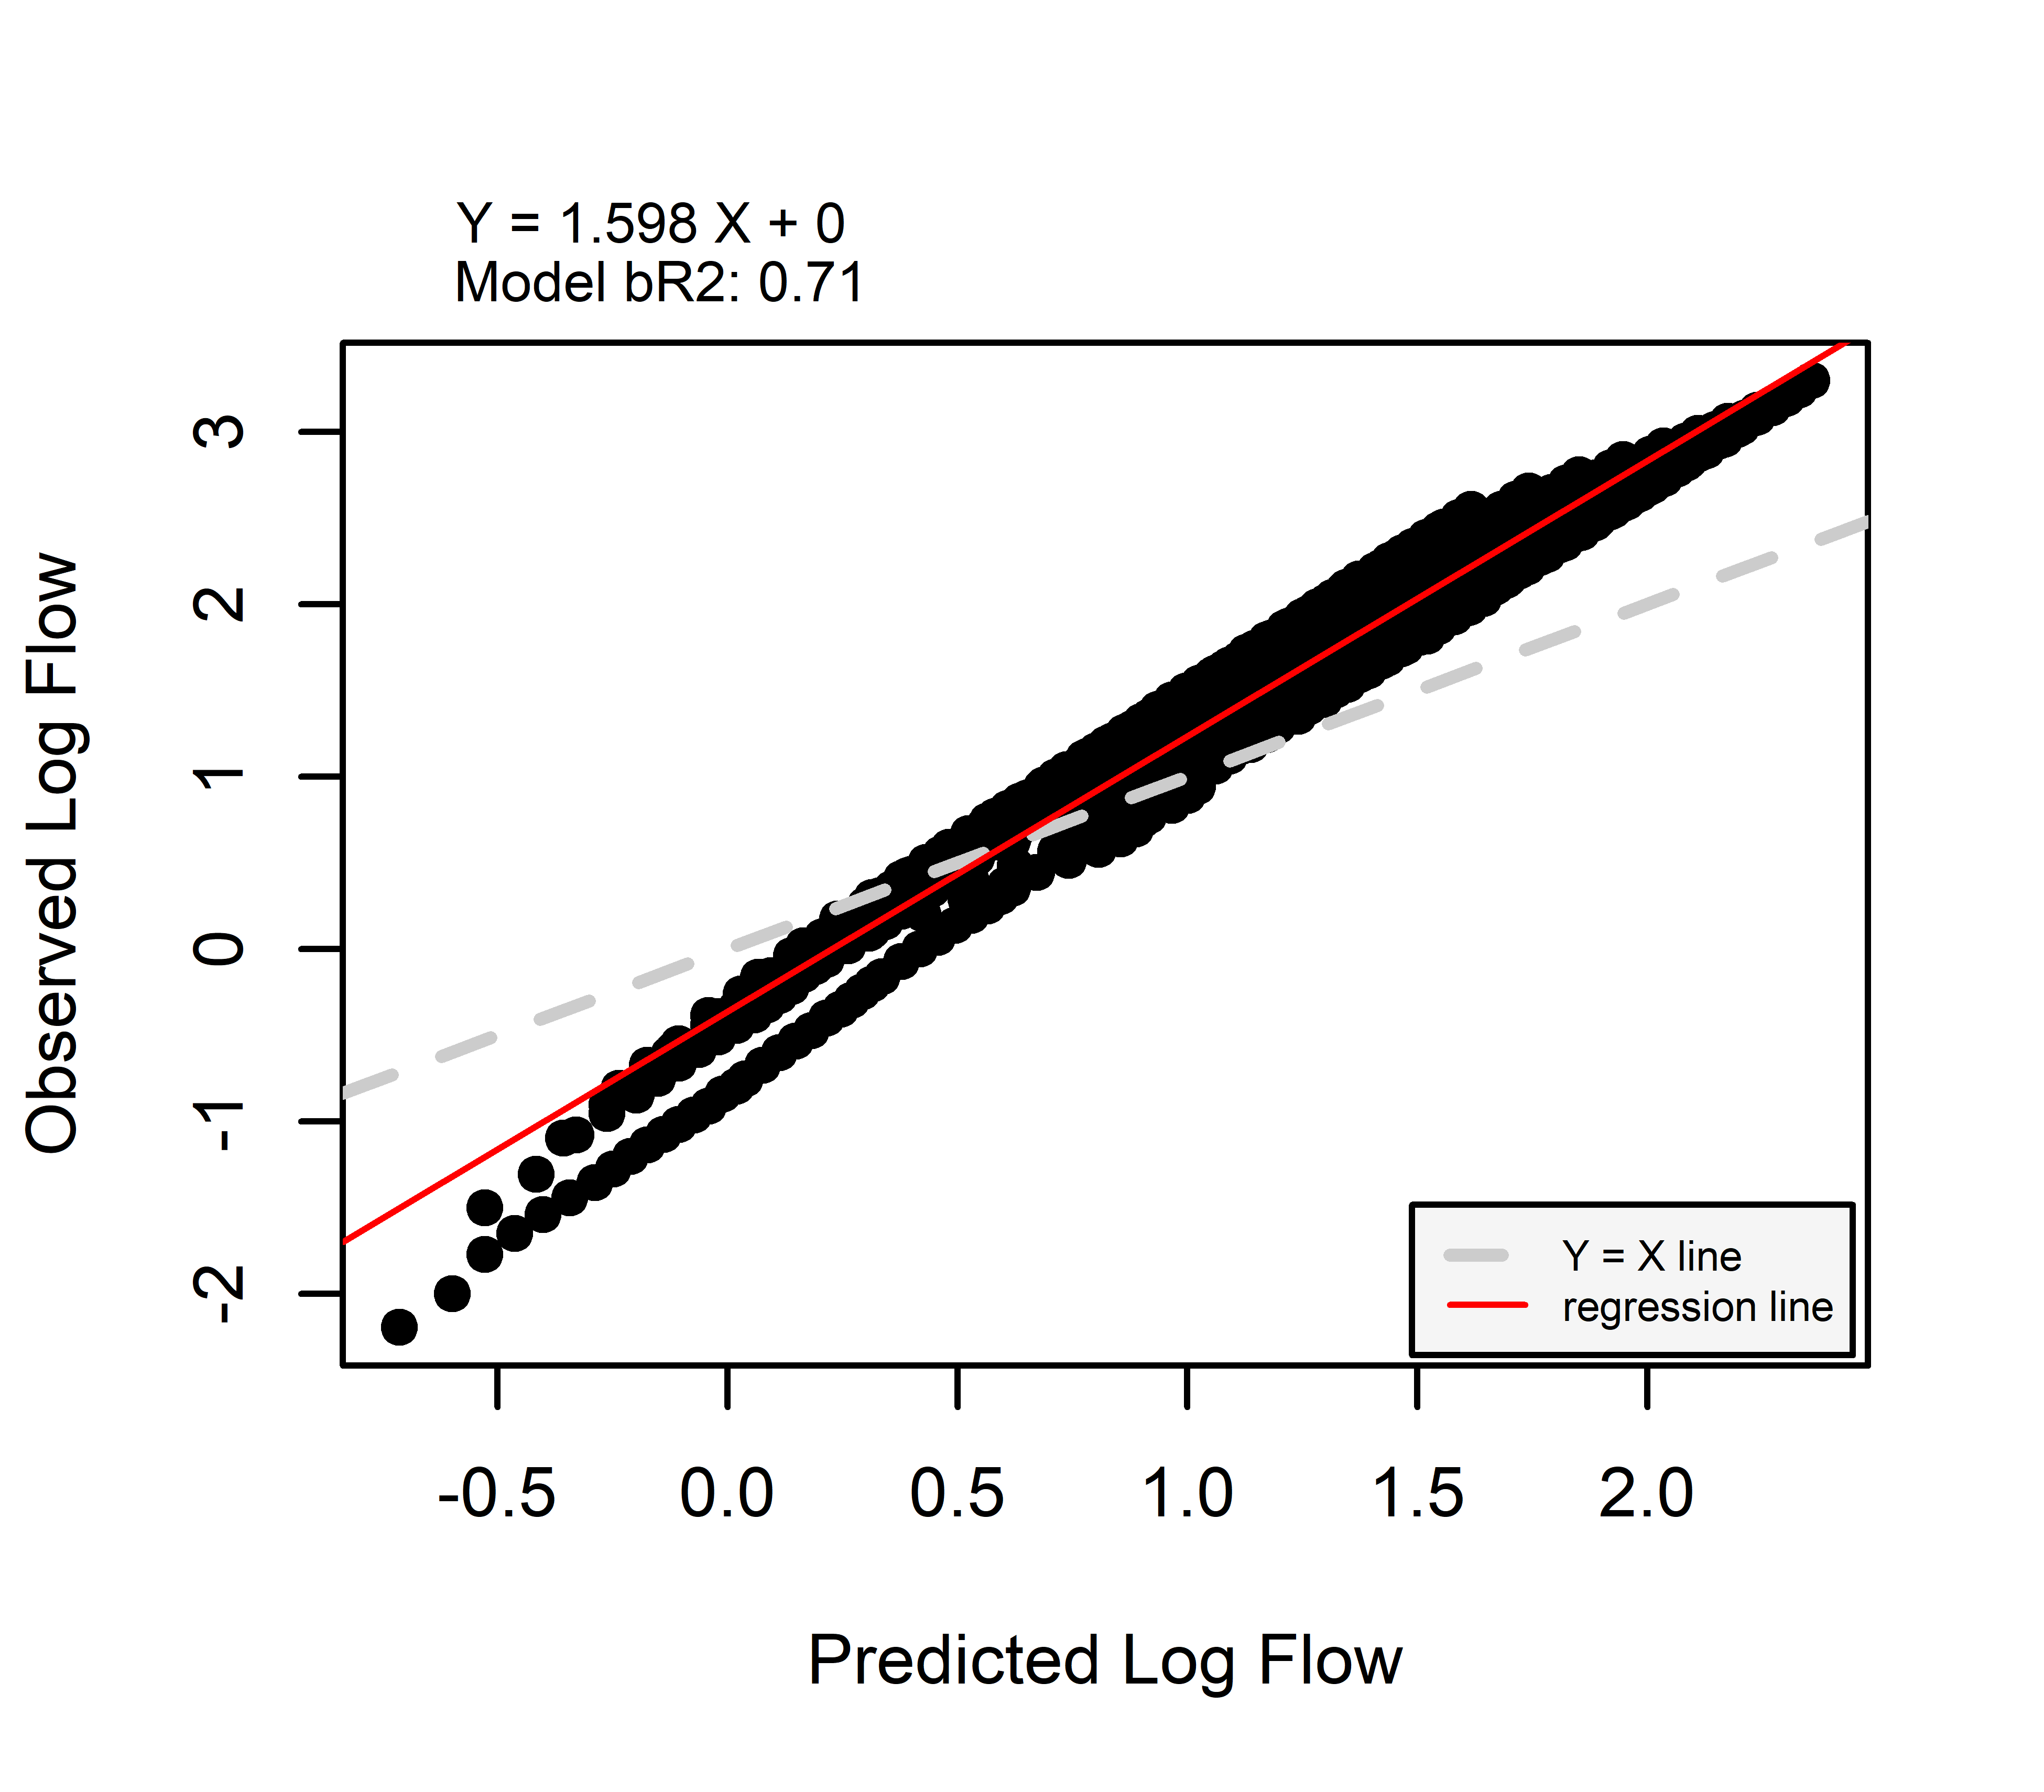 Y = 1.598 X + 0
Model bR2: 0.71
Observed Log Flow
3
2
1
0
-1
-2
Y = X line
regression line
-0.5 0.0 0.5 1.0 1.5 2.0
Predicted Log Flow